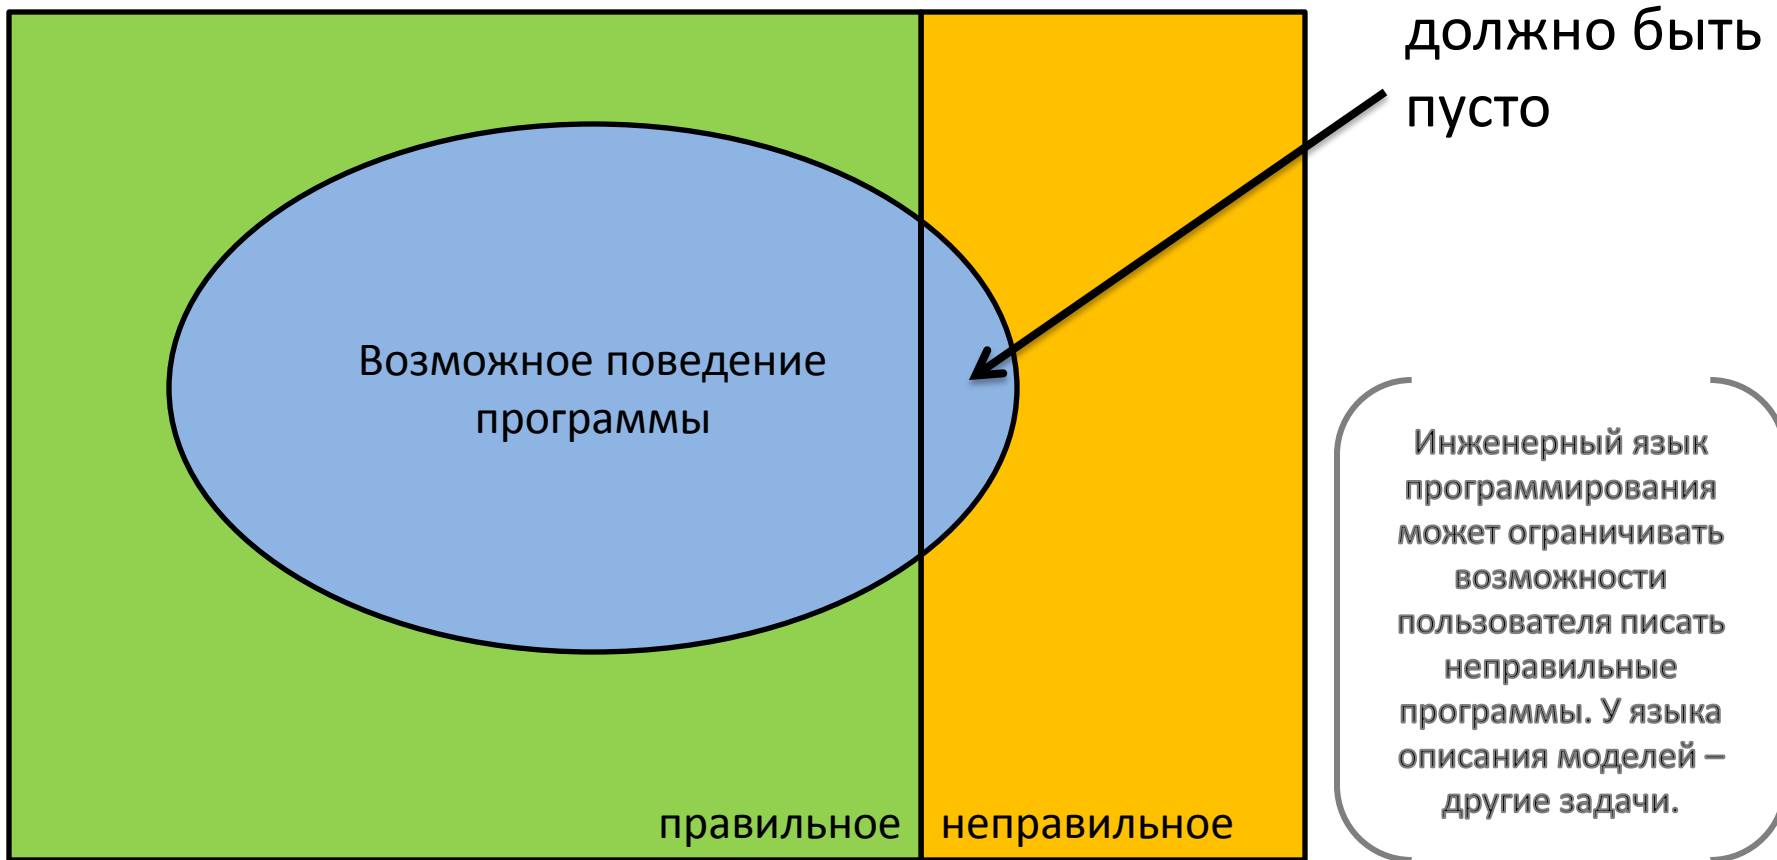 должно быть
пусто
Возможное поведение
программы
Инженерный язык
программирования
может ограничивать
возможности
пользователя писать
неправильные
программы. У языка
описания моделей –
другие задачи.
правильное
неправильное